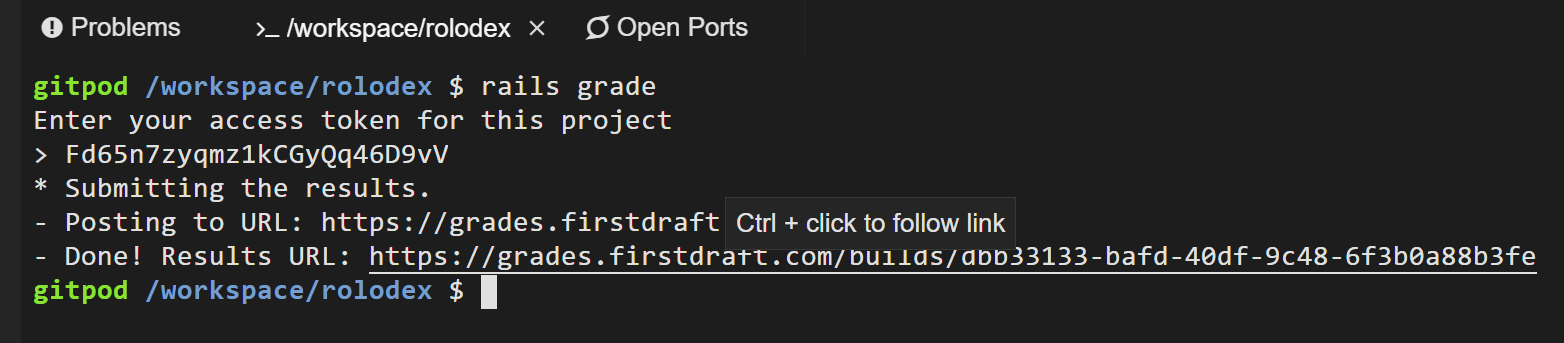 Problems >_ /workspace/rolodex × Open Ports
gitpod /workspace/rolodex $ rails grade
Enter your access token for this project
> Fd65n7zyqmz1kCGyQq46D9vV
* Submitting the results.
- Posting to URL: https://grades.firstdraft
Ctrl + click to follow link
- Done! Results URL: https://grades.firstdraft.com/builds/dbb33133-bafd-40df-9c48-6f3b0a88b3fe
gitpod /workspace/rolodex $